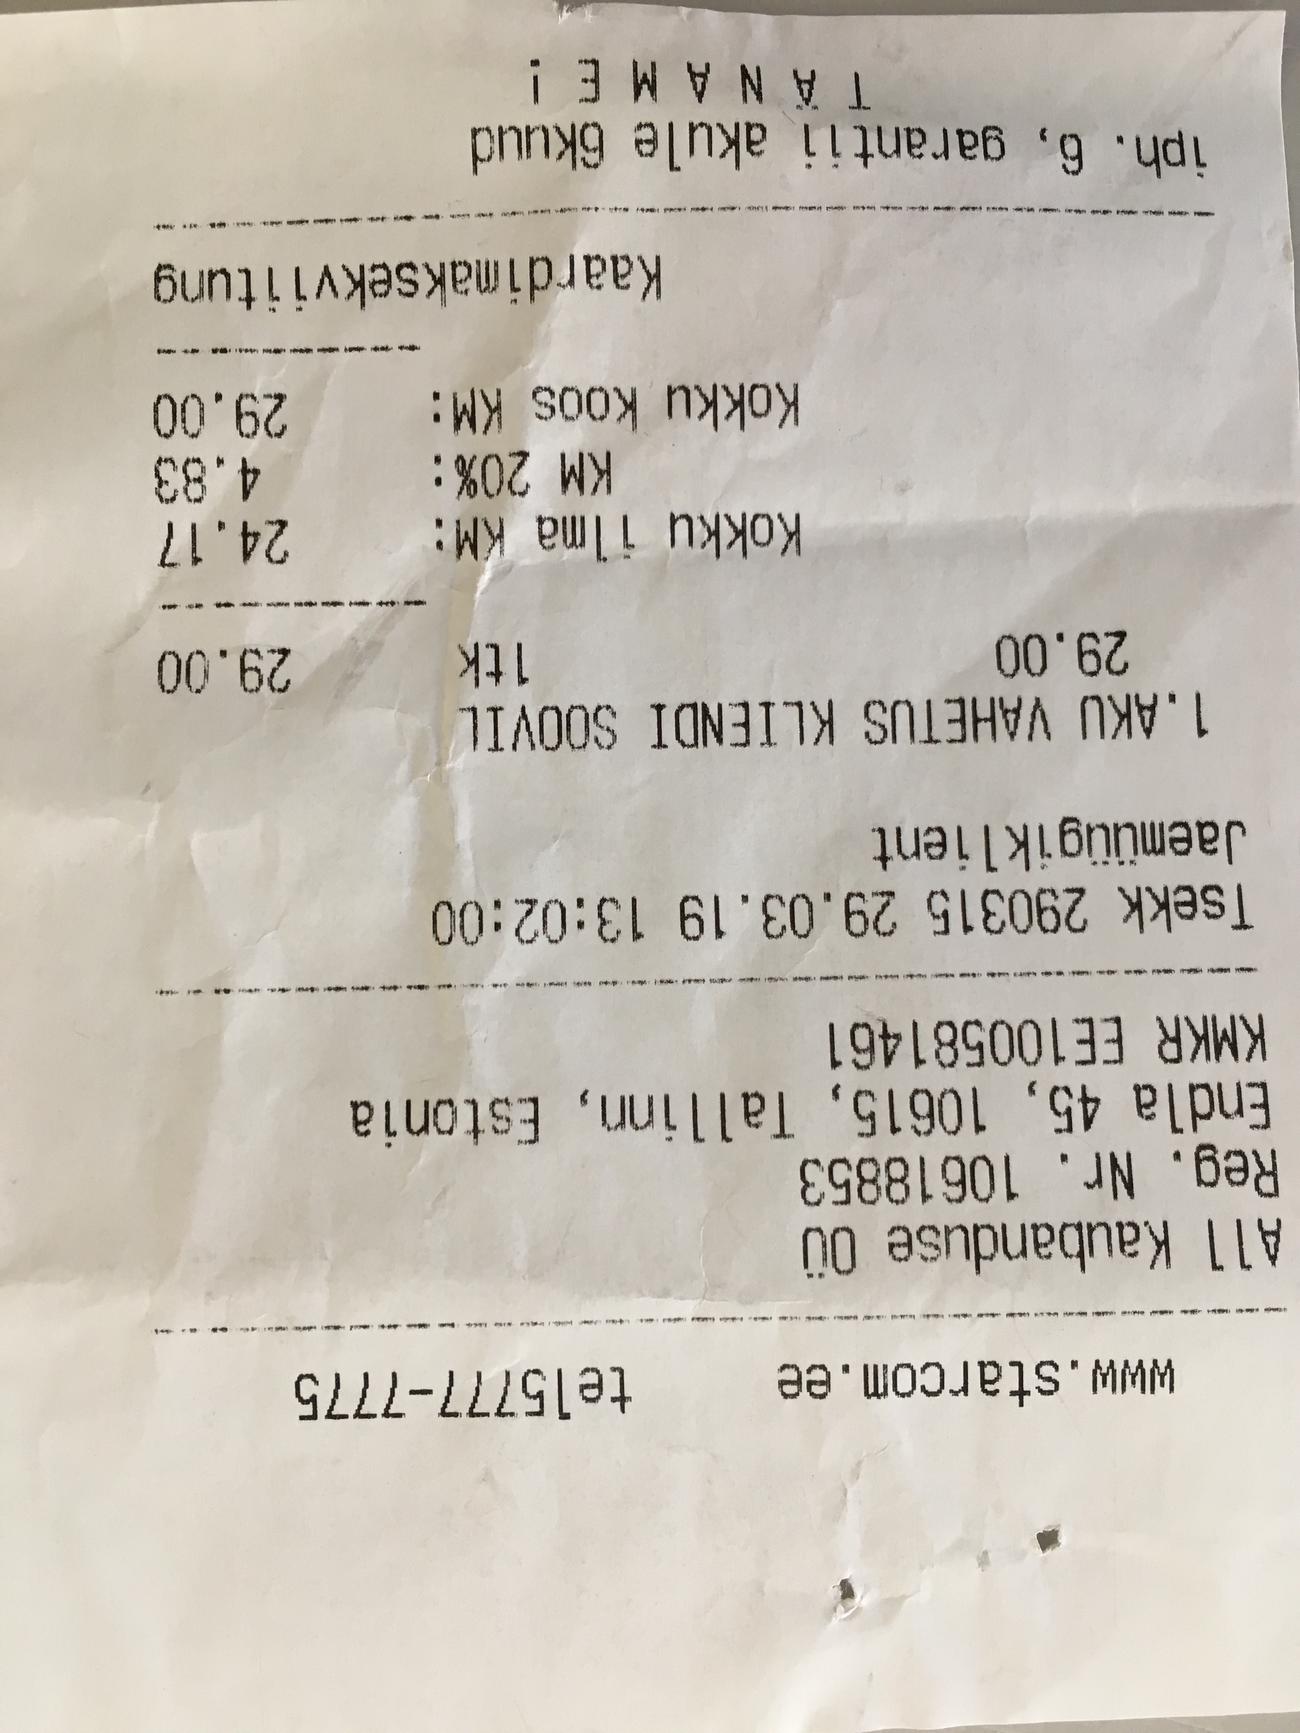 www.starcom.ee tel5777-7775
All Kaubanduse OÜ
Reg. Nr. 10618853
Endla 45, 10615, Tallinn, Estonia
KMKR EE100581461
Tsekk 290315 29.03.19 13:02:00
Jaemüügiklient
1.AKU VAHETUS KLIENDI SOOVIL
29.00 1tk 29.00
Kokku ilma KM: 24.17
KM 20%: 4.83
Kokku koos KM: 29.00
Kaardimaksekviitung
iph. 6, garantii akule 6kuud
T Ä N A M E !